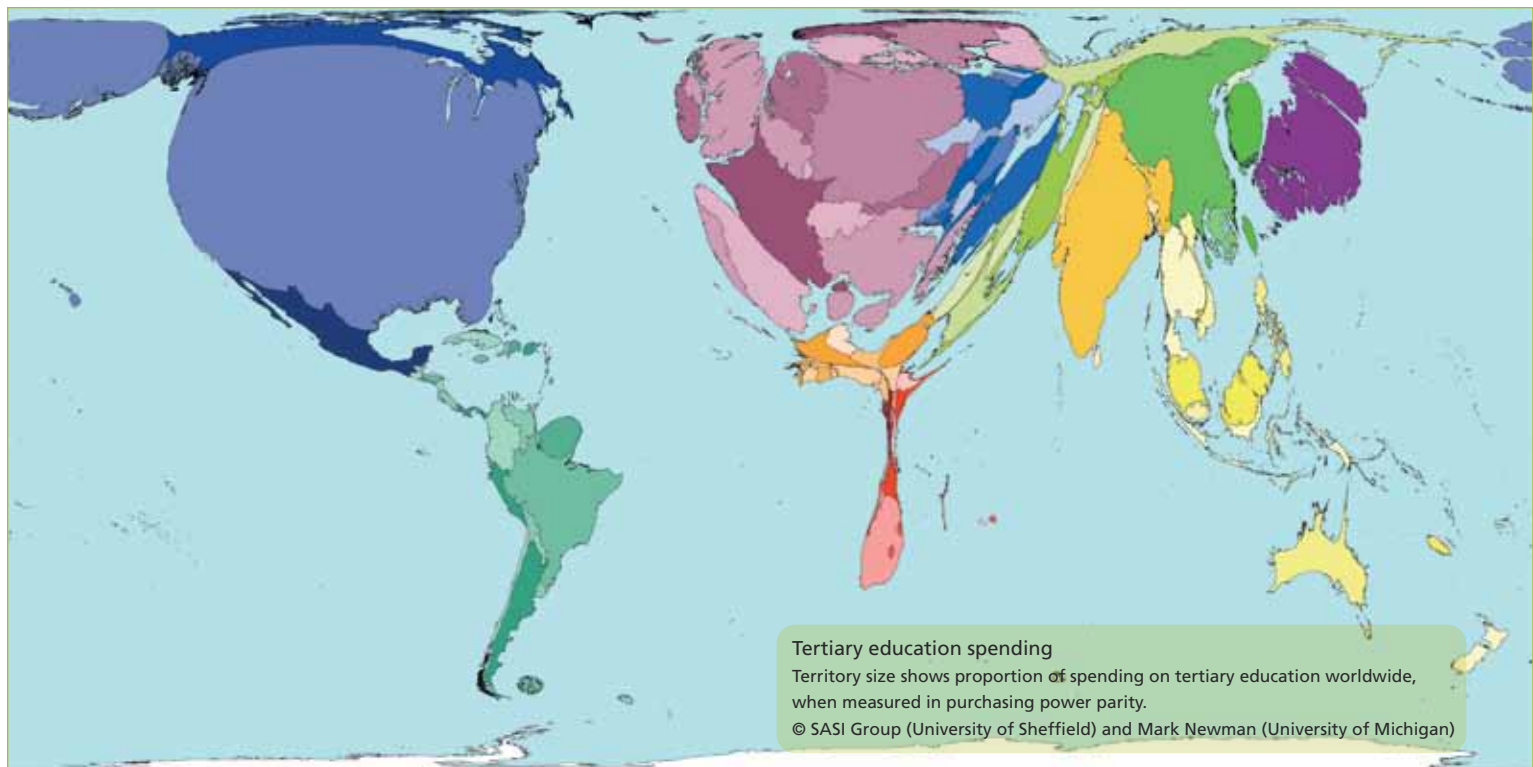 Tertiary education spending
Territory size shows proportion of spending on tertiary education worldwide,
when measured in purchasing power parity.
© SASI Group (University of Sheffield) and Mark Newman (University of Michigan)